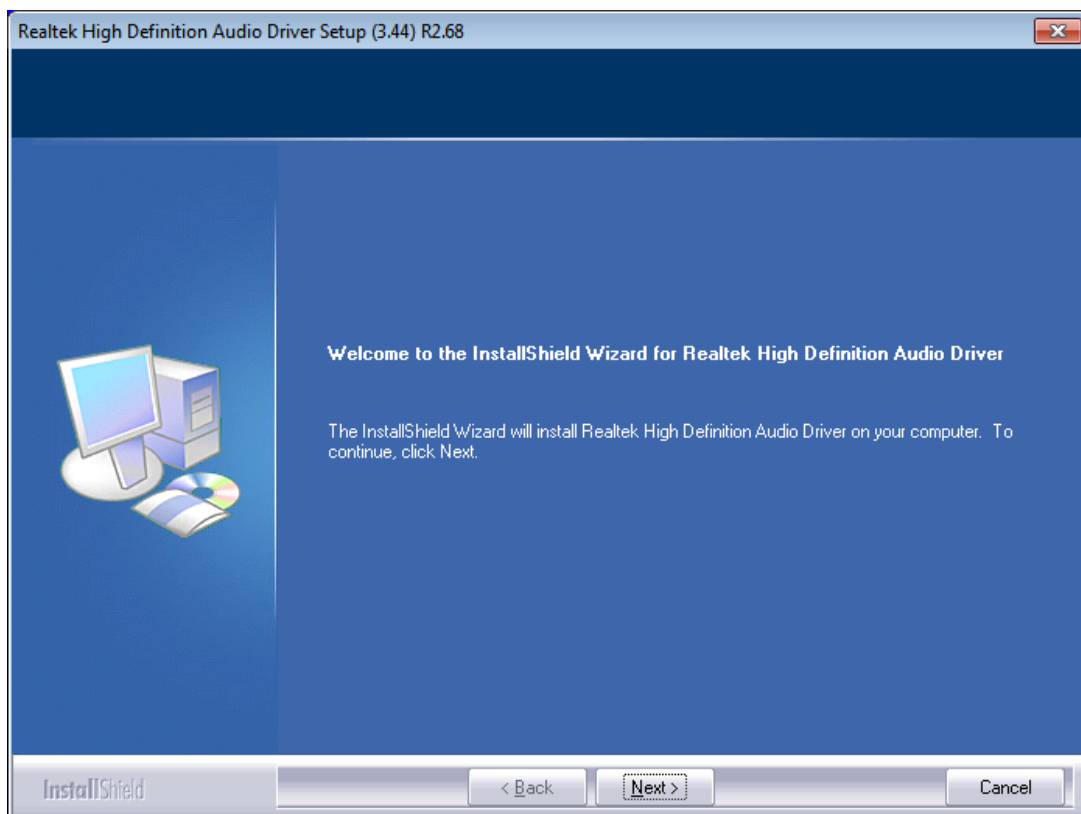 Realtek High Definition Audio Driver Setup (3.44) R2.68
Welcome to the InstallShield Wizard for Realtek High Definition Audio Driver
The InstallShield Wizard will install Realtek High Definition Audio Driver on your computer.  To
continue, click Next.
InstallShield
< Back
Next >
Cancel